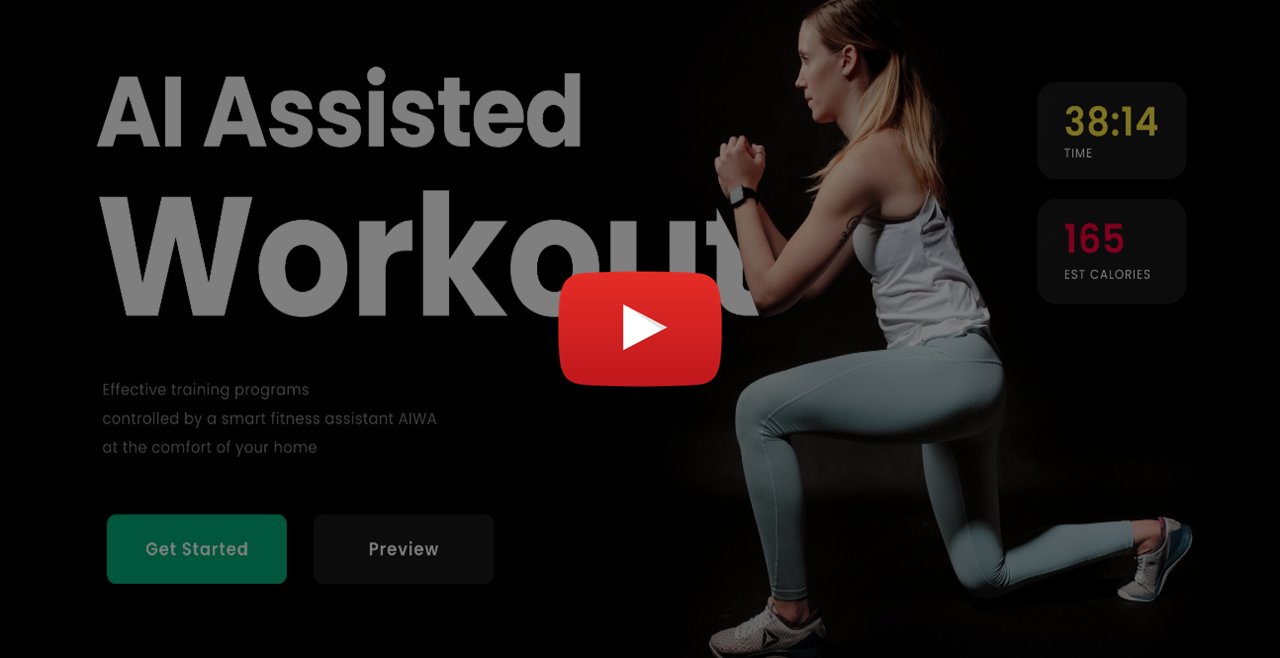 AI Assisted
Workout
Effective training programs
controlled by a smart fitness assistant AIWA
at the comfort of your home
Get Started
Preview
38:14
TIME
165
EST CALORIES